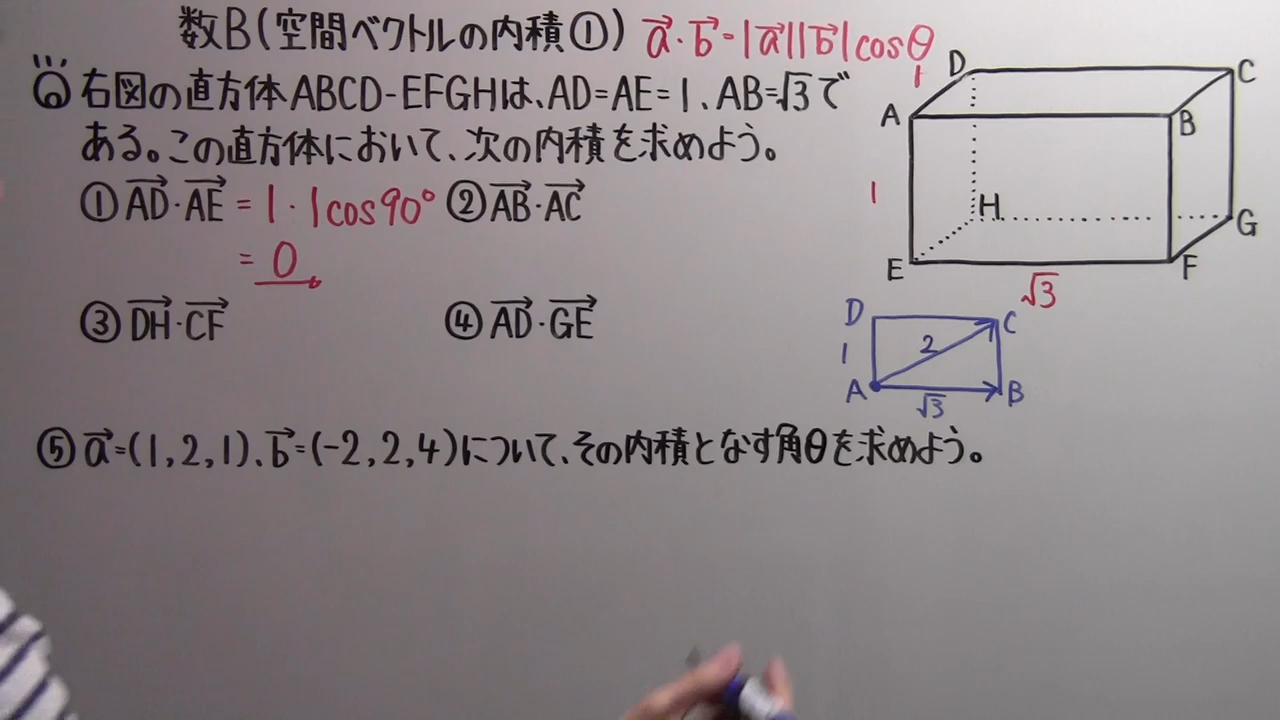 数B(空間ベクトルの内積①) a→・b→=|a→||b→|cosθ
Q 右図の直方体ABCD-EFGHは、AD=AE=1、AB=√3で
ある。この直方体において、次の内積を求めよう。
①AD→・AE→ = 1・1cos90° ②AB→・AC→
= 0
③DH→・CF→ ④AD→・GE→
⑤a→=(1,2,1)、b→=(-2,2,4)について、その内積となす角θを求めよう。
D C
1
A B
1 H G
E F
√3
D C
1 2
A B
√3